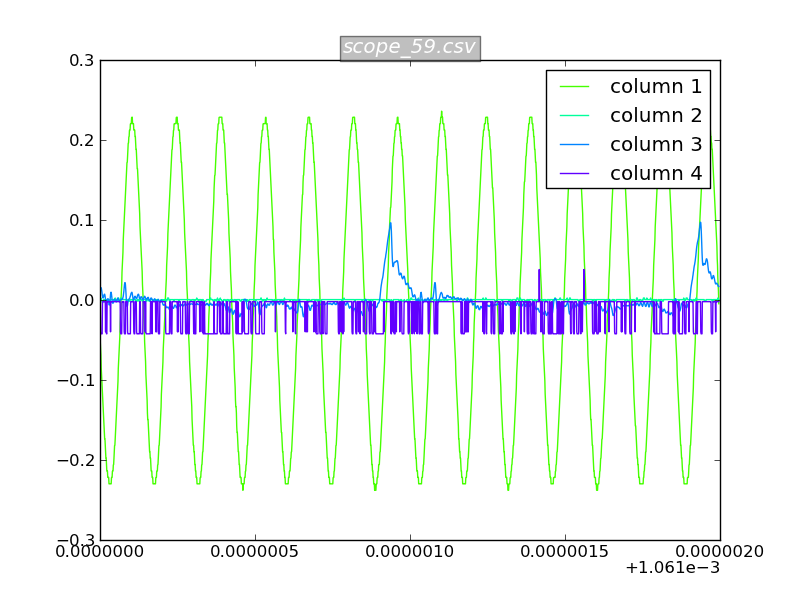 scope_59.csv
0.3
0.2
0.1
0.0
−0.1
−0.2
−0.3
column 1
column 2
column 3
column 4
0.0000000 0.0000005 0.0000010 0.0000015 0.0000020
+1.061e−3